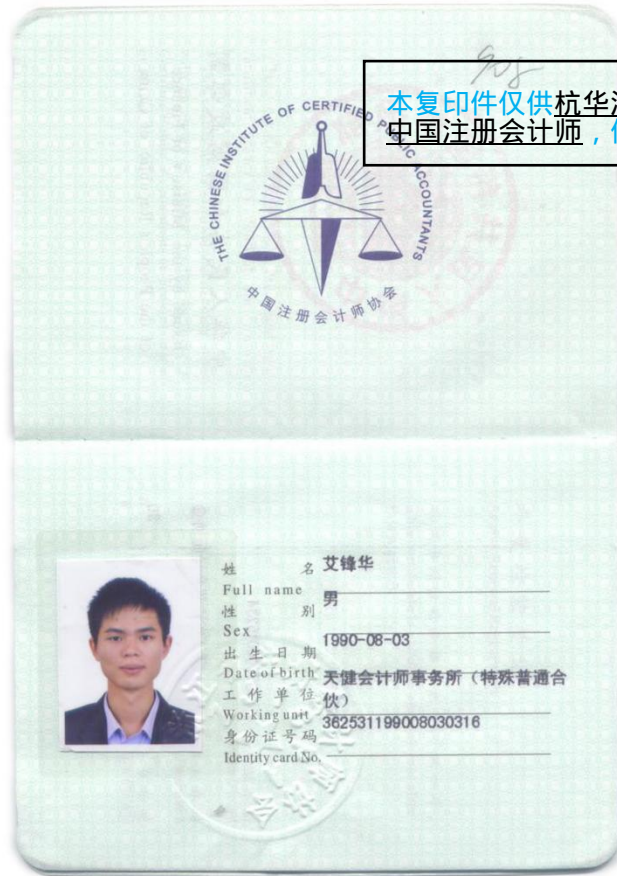 908
本复印件仅供杭华
中国注册会计师,
THE CHINESE INSTITUTE OF CERTIFIED PUBLIC ACCOUNTANTS
中国注册会计师协会
姓 名 艾锋华
Full name
性 别 男
Sex
出生日期 1990-08-03
Date of birth
工作单位 天健会计师事务所（特殊普通合
Working unit 伙）
身份证号码 362531199008030316
Identity card No.